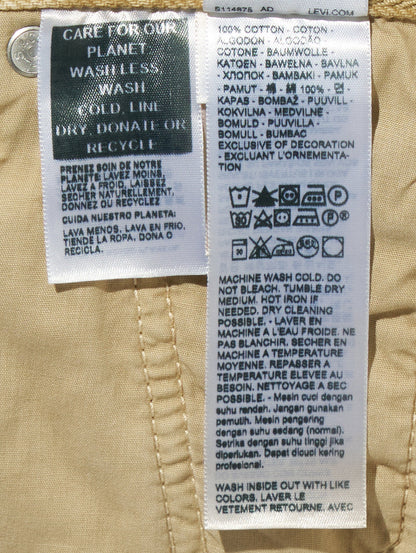 CARE FOR OUR
PLANET
WASH LESS,
WASH
COLD, LINE
DRY, DONATE OR
RECYCLE
PRENEZ SOIN DE NOTRE
PLANÈTE LAVEZ MOINS,
LAVEZ A FROID, LAISSEZ
SECHER NATURELLEMENT,
DONNEZ OU RECYCLEZ
CUIDA NUESTRO PLANETA:
LAVA MENOS, LAVA EN FRIO,
TIENDE LA ROPA, DONA O
RECICLA.
AD LEVI.COM
100% COTTON - COTON -
ALGODON - ALGODÃO -
COTONE - BAUMWOLLE -
KATOEN - BAWEŁNA - BAVLNA -
ХЛОПОК - BAMBAKI - PAMUK
- PAMUT - 棉 - 綿 100% - 면 -
KAPAS - BOMBAŽ - PUUVILL -
KOKVILNA - MEDVILNĖ -
BOMULD - PUUVILLA -
BOMULL - BUMBAC
EXCLUSIVE OF DECORATION
- EXCLUANT L'ORNEMENTA-
TION
MACHINE WASH COLD. DO
NOT BLEACH. TUMBLE DRY
MEDIUM. HOT IRON IF
NEEDED. DRY CLEANING
POSSIBLE. - LAVER EN
MACHINE A L'EAU FROIDE. NE
PAS BLANCHIR. SECHER EN
MACHINE A TEMPERATURE
MOYENNE. REPASSER A
TEMPERATURE ELEVEE AU
BESOIN. NETTOYAGE A SEC
POSSIBLE. - Mesin cuci dengan
suhu rendah. Jangan gunakan
pemutih. Mesin pengering
dengan suhu sedang (normal).
Setrika dengan suhu tinggi jika
diperlukan. Dapat dicuci kering
profesional.
WASH INSIDE OUT WITH LIKE
COLORS. LAVER LE
VETEMENT RETOURNE, AVEC